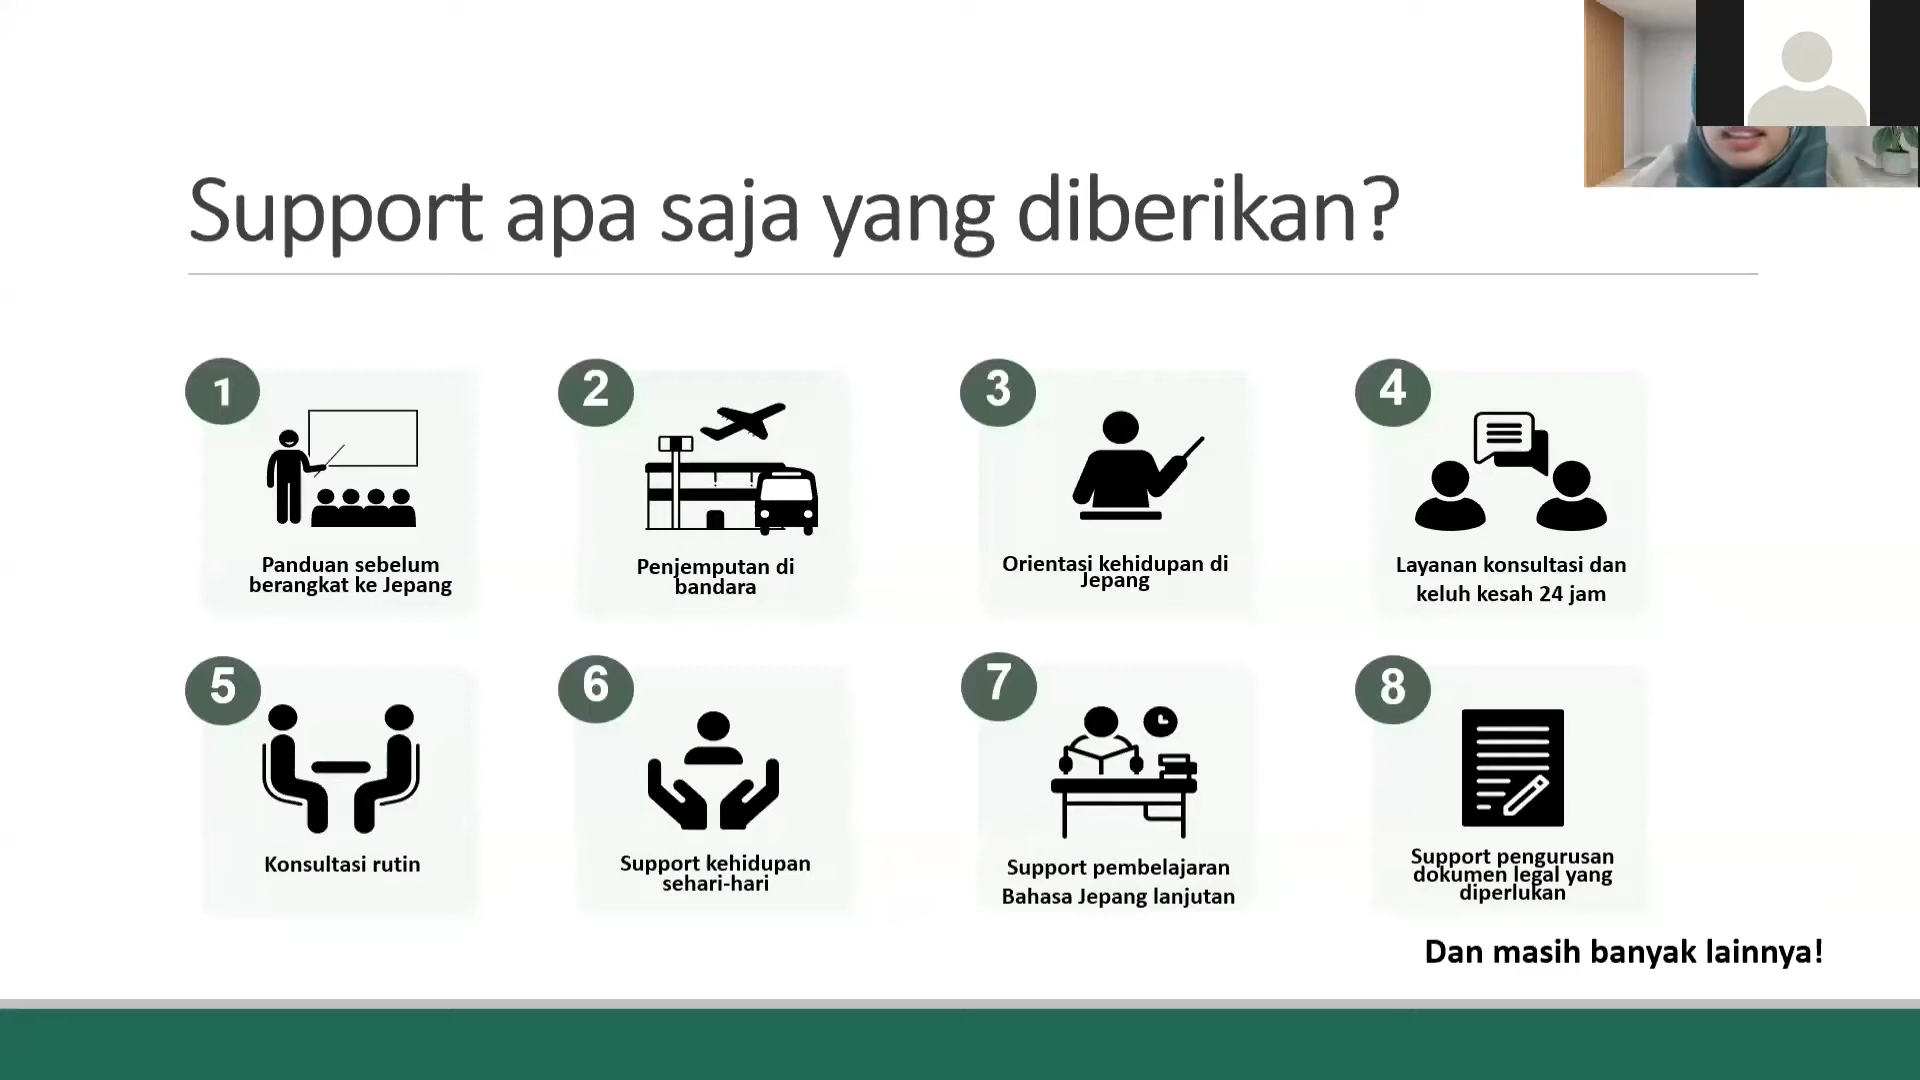 Support apa saja yang diberikan?
1
Panduan sebelum
berangkat ke Jepang
2
Penjemputan di
bandara
3
Orientasi kehidupan di
Jepang
4
Layanan konsultasi dan
keluh kesah 24 jam
5
Konsultasi rutin
6
Support kehidupan
sehari-hari
7
Support pembelajaran
Bahasa Jepang lanjutan
8
Support pengurusan
dokumen legal yang
diperlukan
Dan masih banyak lainnya!